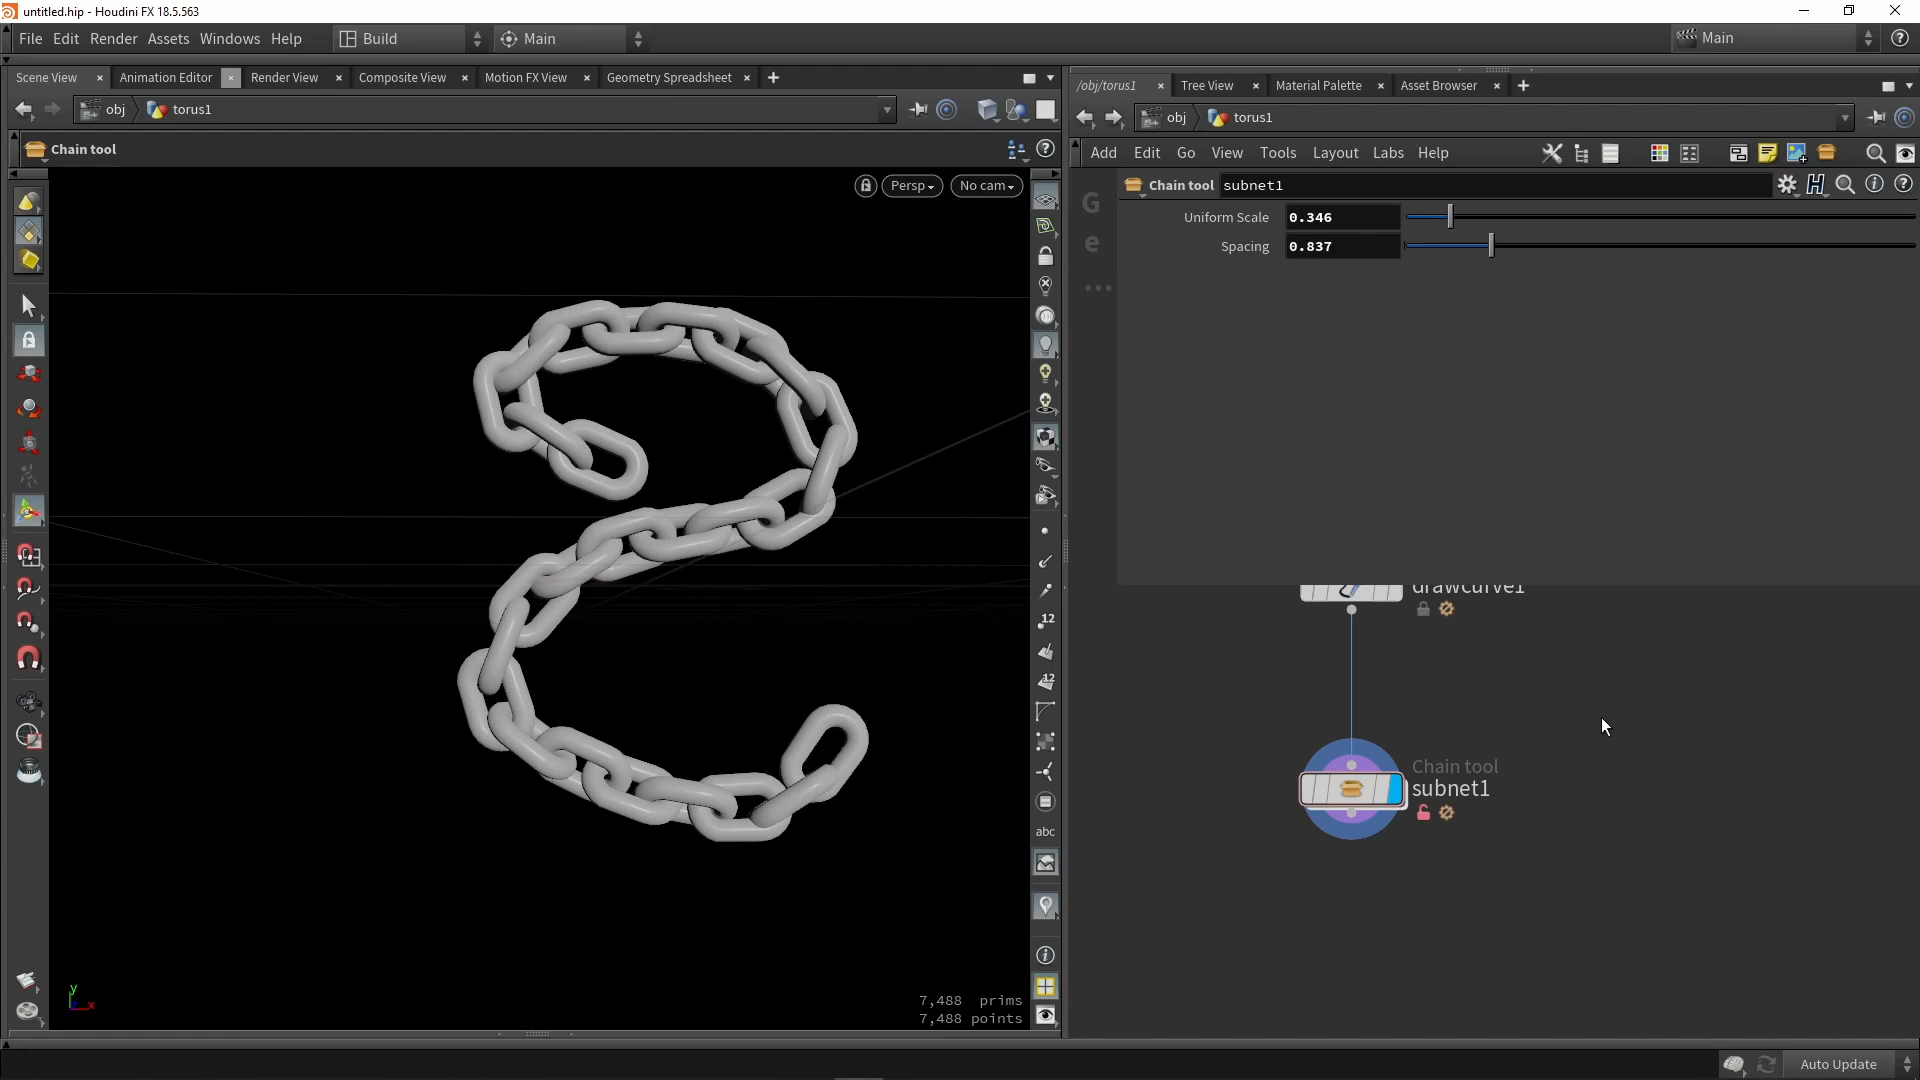 untitled.hip - Houdini FX 18.5.563
File Edit Render Assets Windows Help
Build
Main
Main
Scene View
Animation Editor
Render View
Composite View
Motion FX View
Geometry Spreadsheet
/obj/torus1
Tree View
Material Palette
Asset Browser
obj
torus1
obj
torus1
Chain tool
Add Edit Go View Tools Layout Labs Help
Persp
No cam
Chain tool subnet1
Uniform Scale 0.346
Spacing 0.837
Ge...
drawcurve1
Chain tool
subnet1
12
12
abc
y
x
7,488 prims
7,488 points
Auto Update